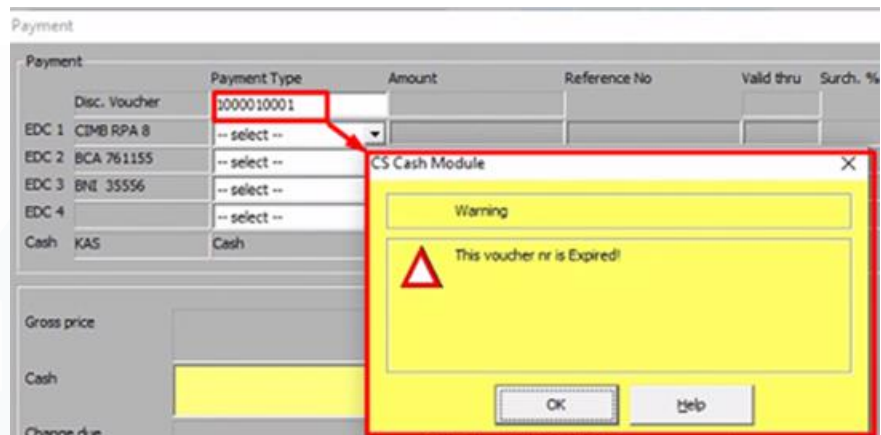 Payment
Payment
Payment Type Amount Reference No Valid thru Surch. %
Disc. Voucher 1000010001
EDC 1 CIMB RPA 8 -- select --
EDC 2 BCA 761155 -- select --
EDC 3 BNI 35556 -- select --
EDC 4 -- select --
Cash KAS Cash
CS Cash Module
Warning
This voucher nr is Expired!
OK Help
Gross price
Cash
Change due